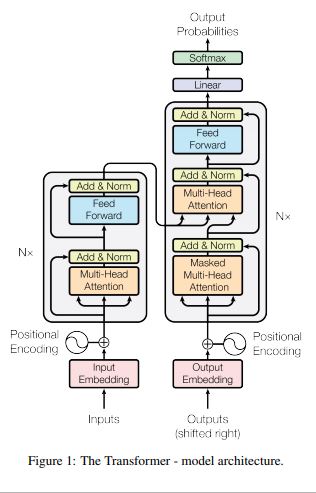 Output
Probabilities
Softmax
Linear
Add & Norm
Feed
Forward
Add & Norm
Multi-Head
Attention
Add & Norm
Masked
Multi-Head
Attention
Nx
Add & Norm
Feed
Forward
Add & Norm
Multi-Head
Attention
Nx
Positional
Encoding
Positional
Encoding
Input
Embedding
Output
Embedding
Inputs
Outputs
(shifted right)
Figure 1: The Transformer - model architecture.